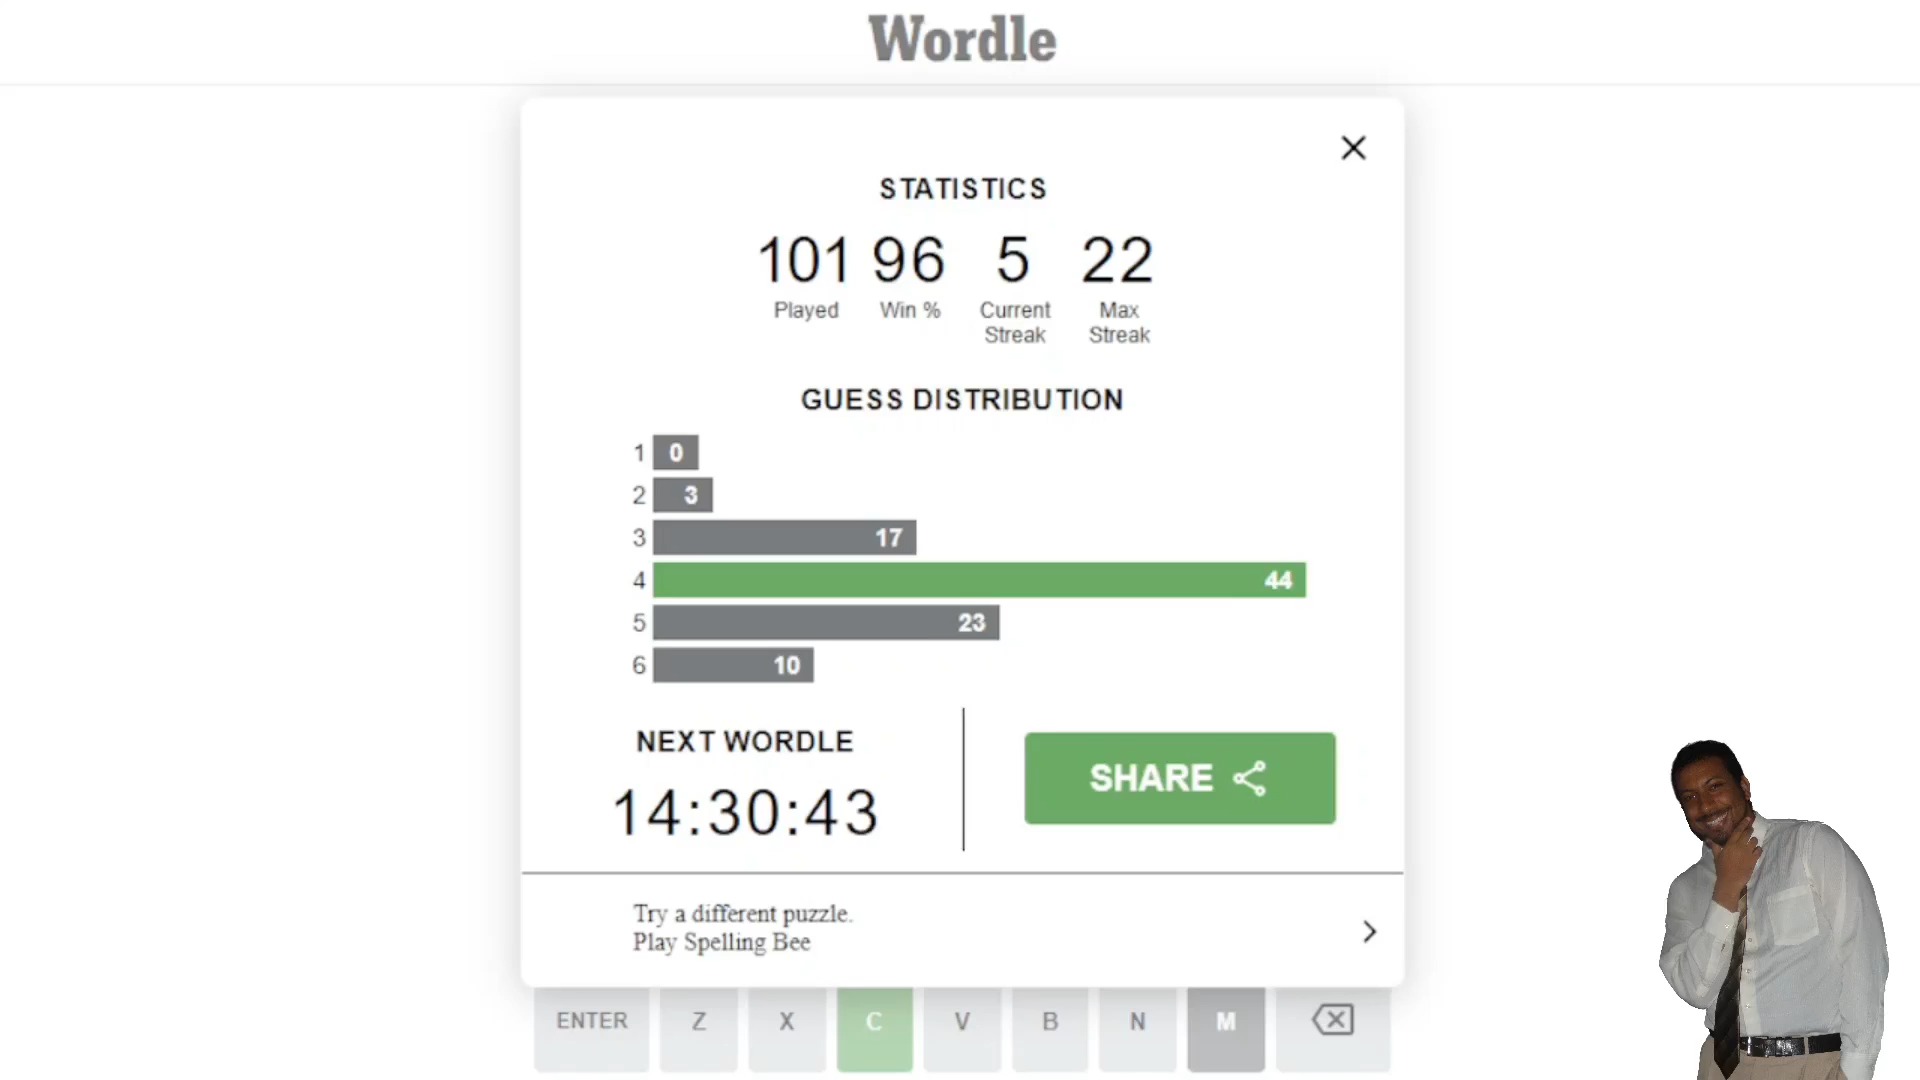 Wordle
STATISTICS
101 96 5 22
Played Win % Current Streak Max Streak
GUESS DISTRIBUTION
1 0
2 3
3 17
4 44
5 23
6 10
NEXT WORDLE
14:30:43
SHARE
Try a different puzzle.
Play Spelling Bee
ENTER Z X C V B N M